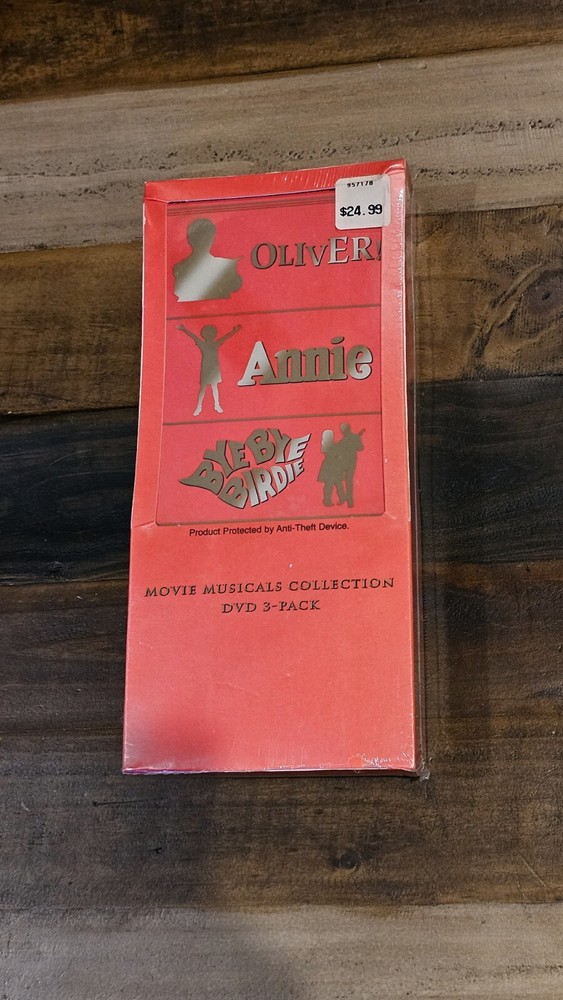 957178
$24.99
OLIVER!
Annie
BYE BYE
BIRDIE
Product Protected by Anti-Theft Device.
MOVIE MUSICALS COLLECTION
DVD 3-PACK